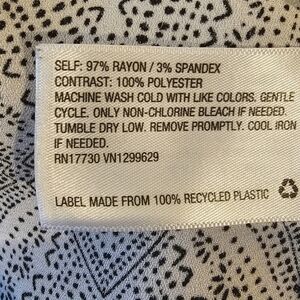 SELF: 97% RAYON / 3% SPANDEX
CONTRAST: 100% POLYESTER
MACHINE WASH COLD WITH LIKE COLORS. GENTLE
CYCLE. ONLY NON-CHLORINE BLEACH IF NEEDED.
TUMBLE DRY LOW. REMOVE PROMPTLY. COOL IRON
IF NEEDED.
RN17730 VN1299629
LABEL MADE FROM 100% RECYCLED PLASTIC